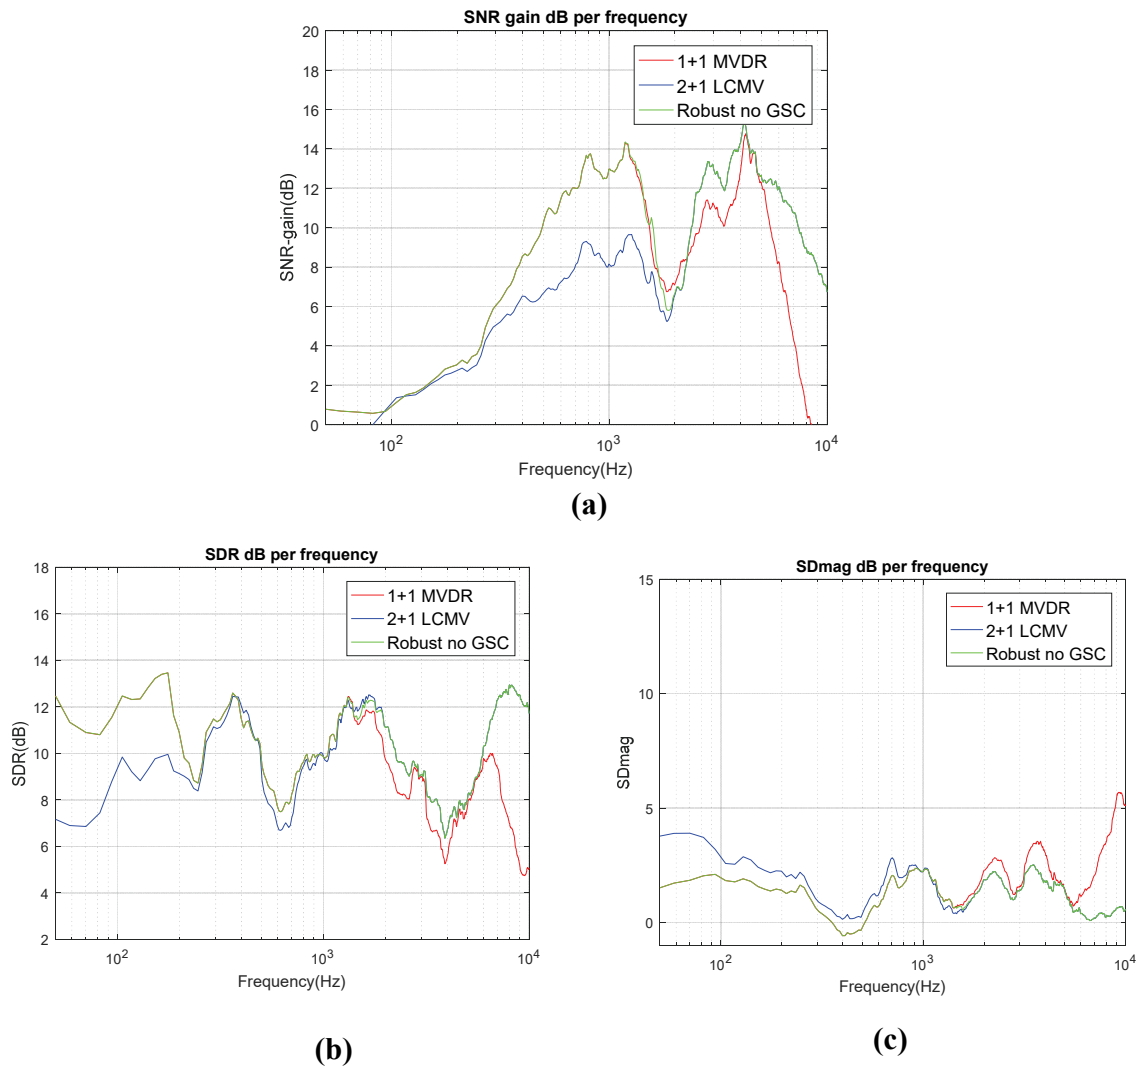 SNR gain dB per frequency
20
18
16
14
12
10
8
6
4
2
0
SNR-gain(dB)
1+1 MVDR
2+1 LCMV
Robust no GSC
10^2
10^3
10^4
Frequency(Hz)
(a)
SDR dB per frequency
18
16
14
12
10
8
6
4
2
SDR(dB)
1+1 MVDR
2+1 LCMV
Robust no GSC
10^2
10^3
10^4
Frequency(Hz)
(b)
SDmag dB per frequency
15
10
5
0
SDmag
1+1 MVDR
2+1 LCMV
Robust no GSC
10^2
10^3
10^4
Frequency(Hz)
(c)